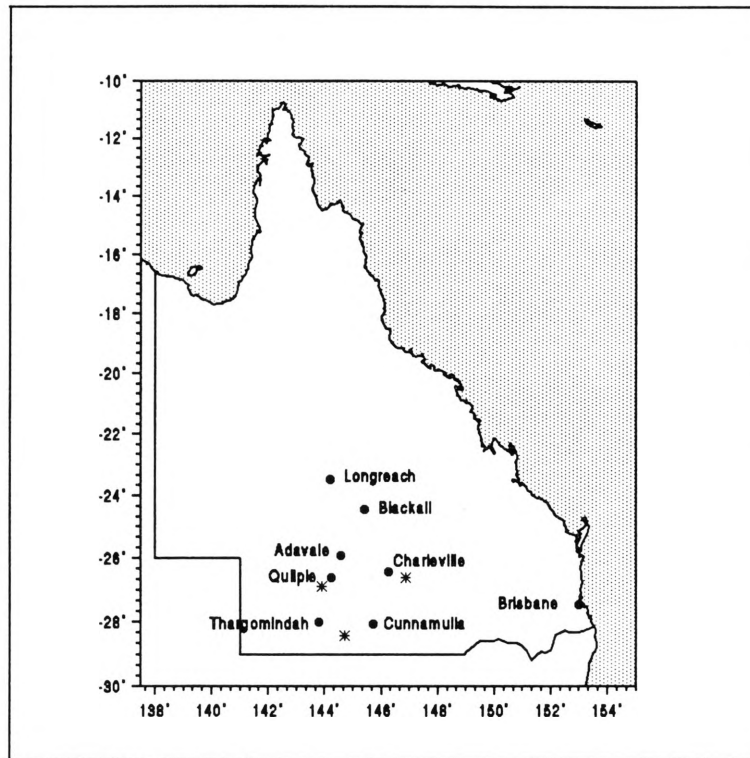 -10°
-12°
-14°
-16°
-18°
-20°
-22°
-24°
-26°
-28°
-30°
Longreach
Blackall
Adavale
Charleville
Quilpie
Brisbane
Thargomindah
Cunnamulla
138° 140° 142° 144° 146° 148° 150° 152° 154°